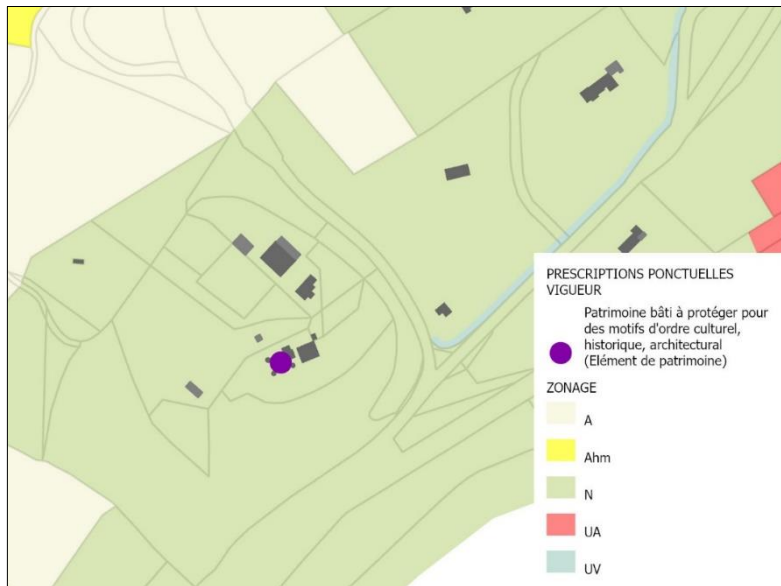 PRESCRIPTIONS PONCTUELLES
VIGUEUR
Patrimoine bâti à protéger pour
des motifs d'ordre culturel,
historique, architectural
(Elément de patrimoine)
ZONAGE
A
Ahm
N
UA
UV